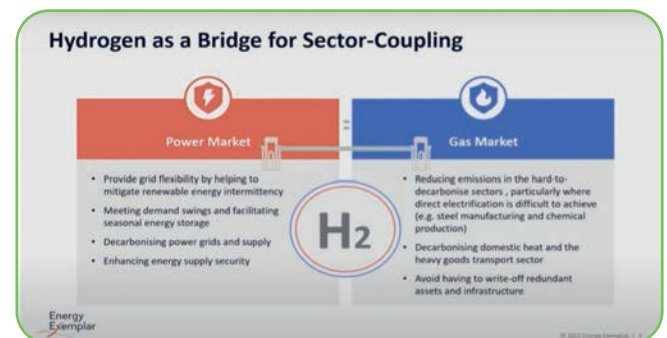 Hydrogen as a Bridge for Sector-Coupling
Power Market
• Provide grid flexibility by helping to
mitigate renewable energy intermittency
• Meeting demand swings and facilitating
seasonal energy storage
• Decarbonising power grids and supply
• Enhancing energy supply security
H2
Gas Market
• Reducing emissions in the hard-to-
decarbonise sectors , particularly where
direct electrification is difficult to achieve
(e.g. steel manufacturing and chemical
production)
• Decarbonising domestic heat and the
heavy goods transport sector
• Avoid having to write-off redundant
assets and infrastructure
Energy
Exemplar